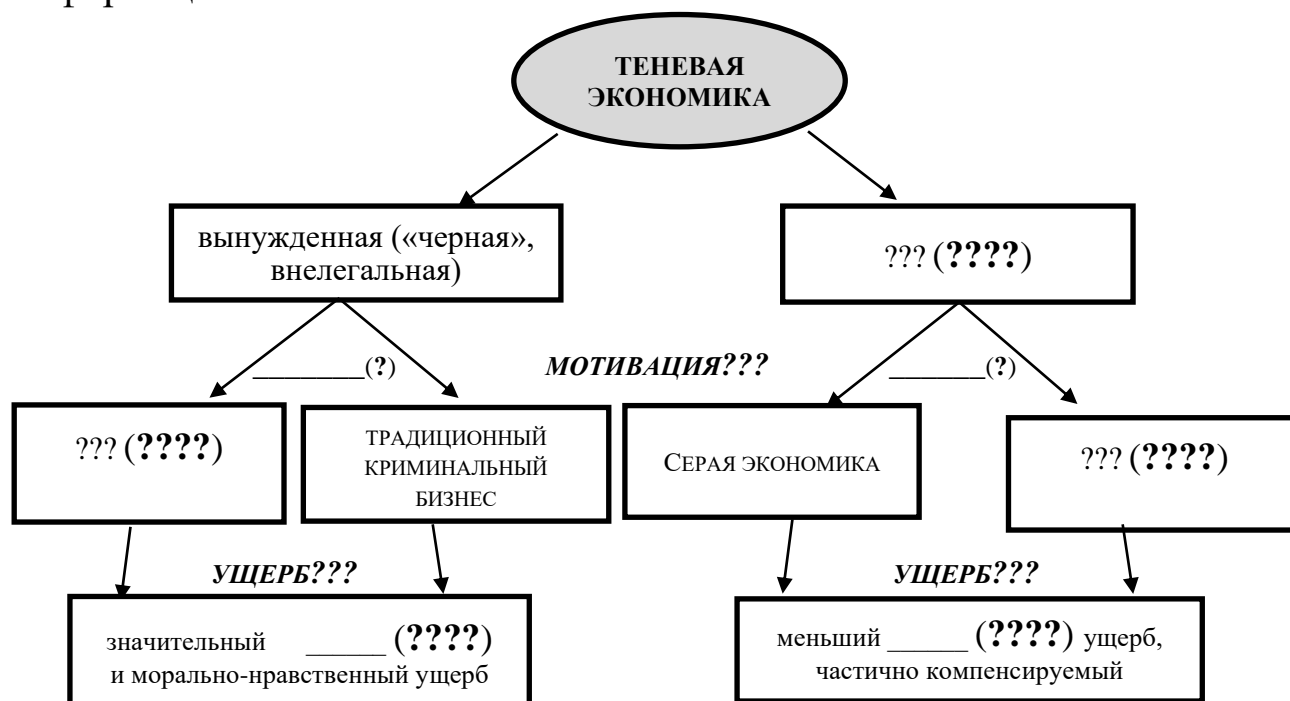 ТЕНЕВАЯ
ЭКОНОМИКА
вынужденная («черная»,
внелегальная)
??? (????)
________(?)
МОТИВАЦИЯ???
_______(?)
??? (????)
ТРАДИЦИОННЫЙ
КРИМИНАЛЬНЫЙ
БИЗНЕС
СЕРАЯ ЭКОНОМИКА
??? (????)
УЩЕРБ???
УЩЕРБ???
значительный ______ (????)
и морально-нравственный ущерб
меньший ______ (????) ущерб,
частично компенсируемый